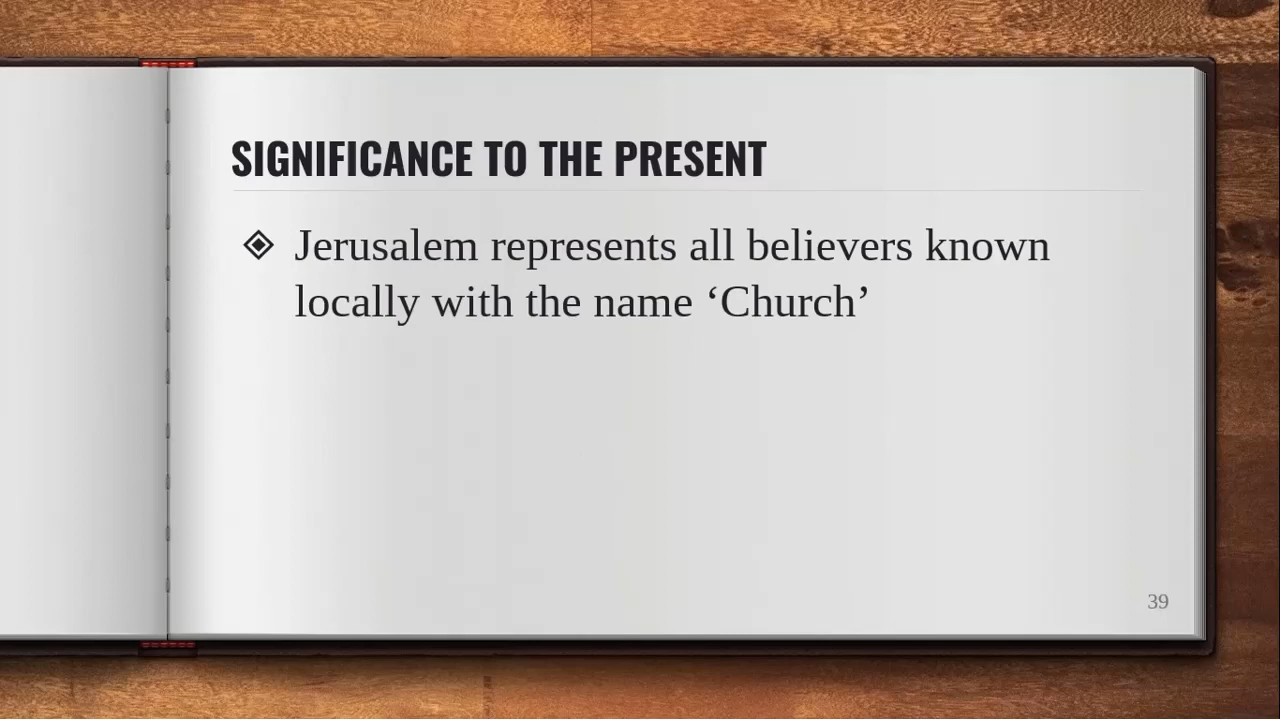 SIGNIFICANCE TO THE PRESENT
Jerusalem represents all believers known
locally with the name ‘Church’
39